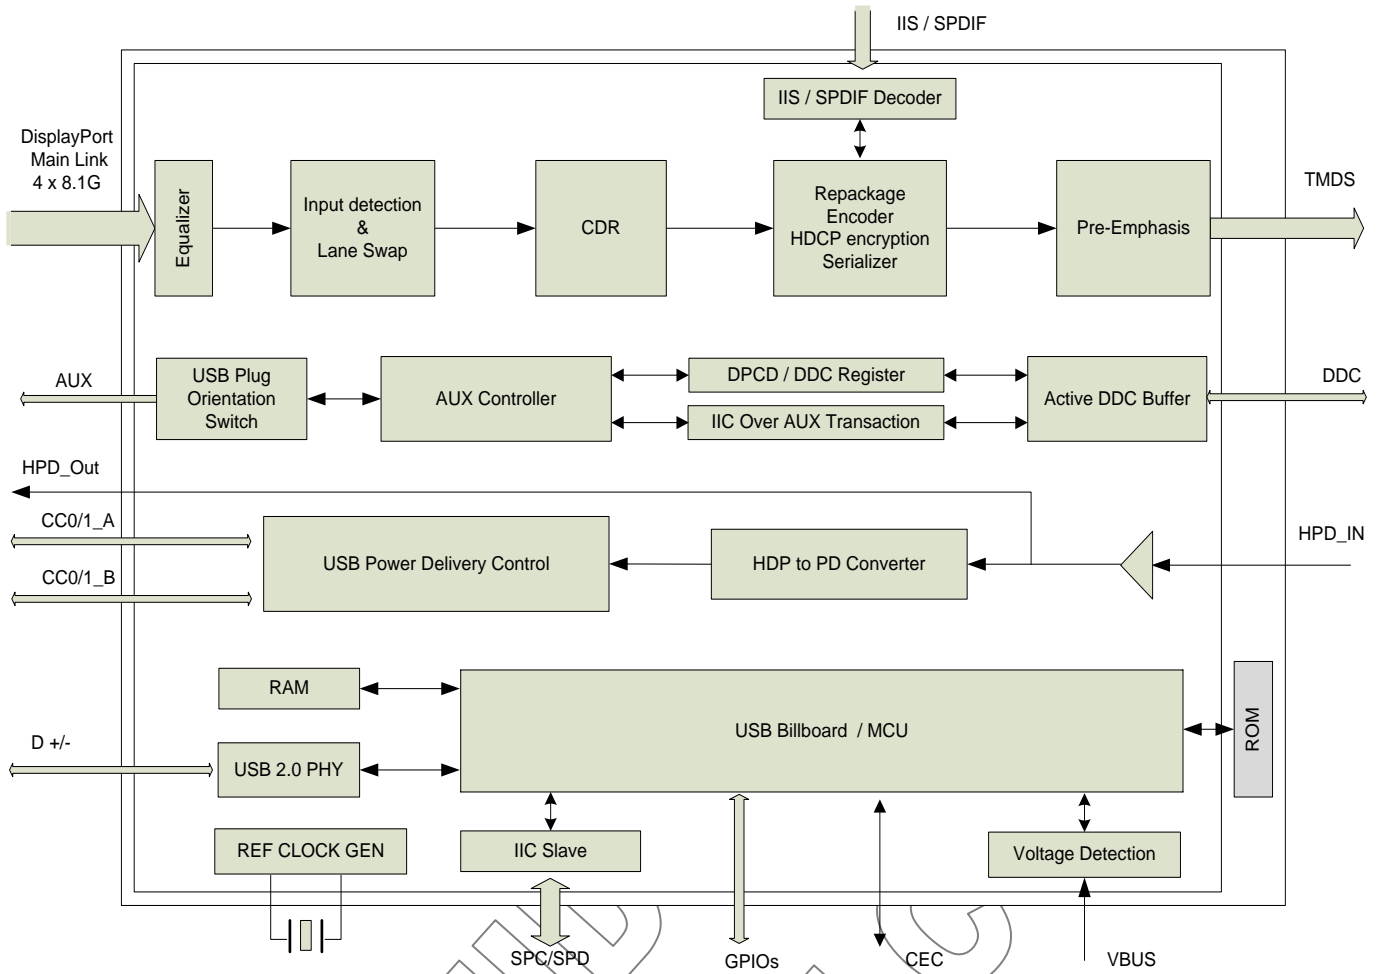 IIS / SPDIF
IIS / SPDIF Decoder
DisplayPort
Main Link
4 x 8.1G
Equalizer
Input detection
&
Lane Swap
CDR
Repackage
Encoder
HDCP encryption
Serializer
Pre-Emphasis
TMDS
AUX
USB Plug
Orientation
Switch
AUX Controller
DPCD / DDC Register
IIC Over AUX Transaction
Active DDC Buffer
DDC
HPD_Out
CC0/1_A
CC0/1_B
USB Power Delivery Control
HDP to PD Converter
HPD_IN
RAM
USB Billboard / MCU
ROM
D +/-
USB 2.0 PHY
REF CLOCK GEN
IIC Slave
Voltage Detection
SPC/SPD
GPIOs
CEC
VBUS